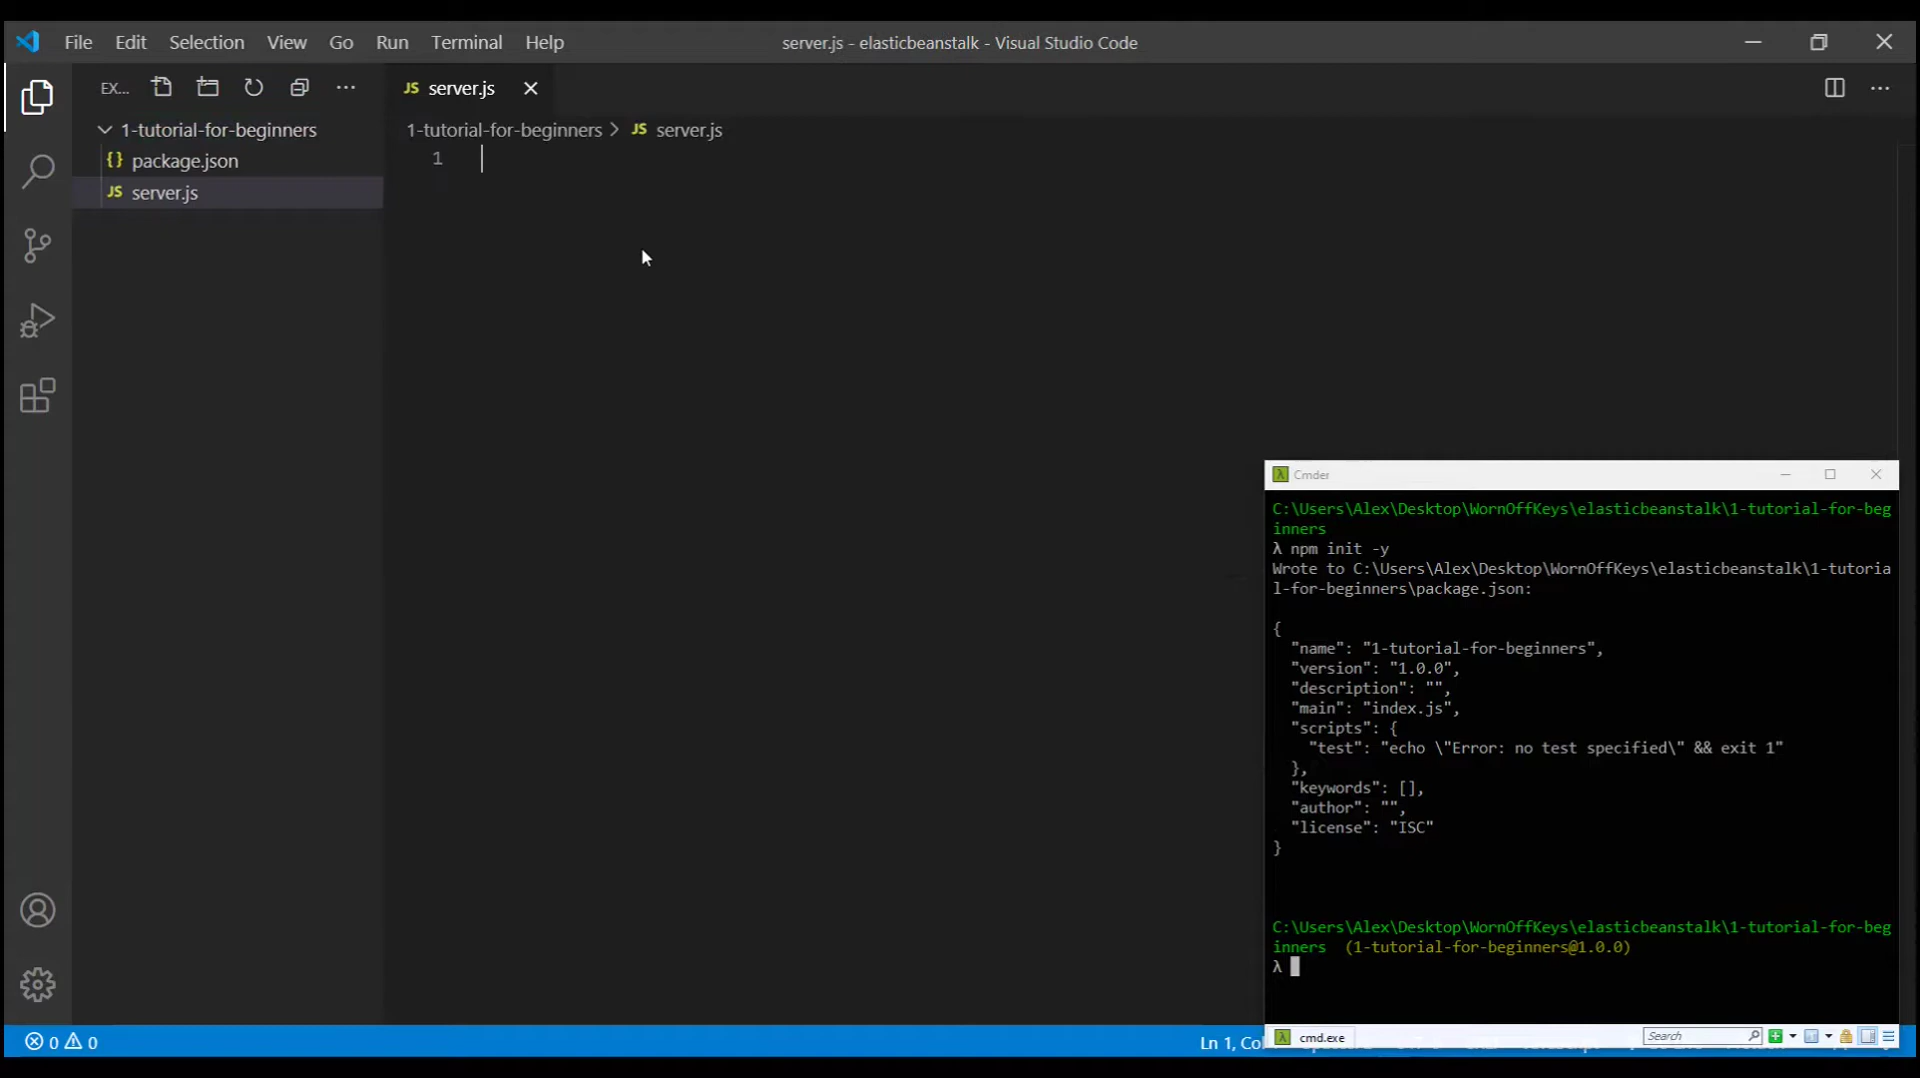 File Edit Selection View Go Run Terminal Help
server.js - elasticbeanstalk - Visual Studio Code
EX...
JS server.js
1-tutorial-for-beginners
{} package.json
JS server.js
1-tutorial-for-beginners > JS server.js
1
Cmder
C:\Users\Alex\Desktop\WornOffKeys\elasticbeanstalk\1-tutorial-for-beg
inners
λ npm init -y
Wrote to C:\Users\Alex\Desktop\WornOffKeys\elasticbeanstalk\1-tutoria
l-for-beginners\package.json:
{
"name": "1-tutorial-for-beginners",
"version": "1.0.0",
"description": "",
"main": "index.js",
"scripts": {
"test": "echo \"Error: no test specified\" && exit 1"
},
"keywords": [],
"author": "",
"license": "ISC"
}
C:\Users\Alex\Desktop\WornOffKeys\elasticbeanstalk\1-tutorial-for-beg
inners (1-tutorial-for-beginners@1.0.0)
λ
cmd.exe
Search
0 0
Ln 1, Co